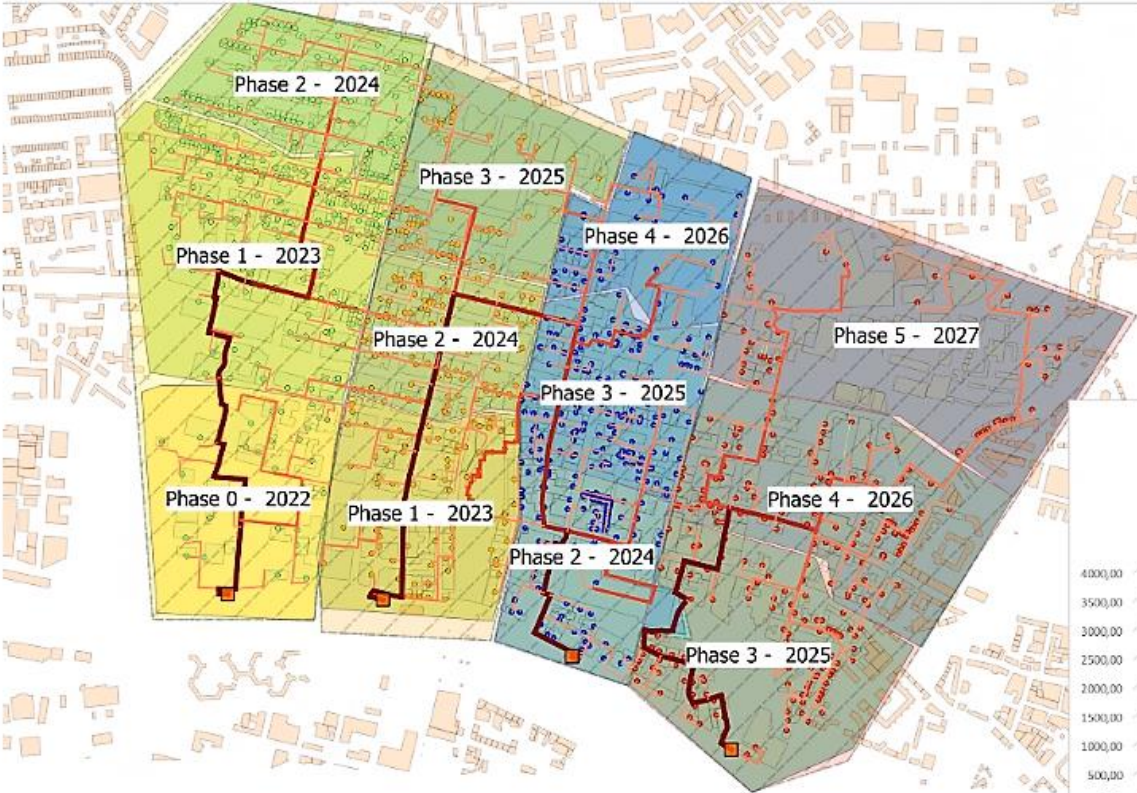 Phase 2 - 2024
Phase 3 - 2025
Phase 4 - 2026
Phase 1 - 2023
Phase 5 - 2027
Phase 2 - 2024
Phase 3 - 2025
Phase 0 - 2022
Phase 4 - 2026
Phase 1 - 2023
Phase 2 - 2024
Phase 3 - 2025
4000,00
3500,00
3000,00
2500,00
2000,00
1500,00
1000,00
500,00